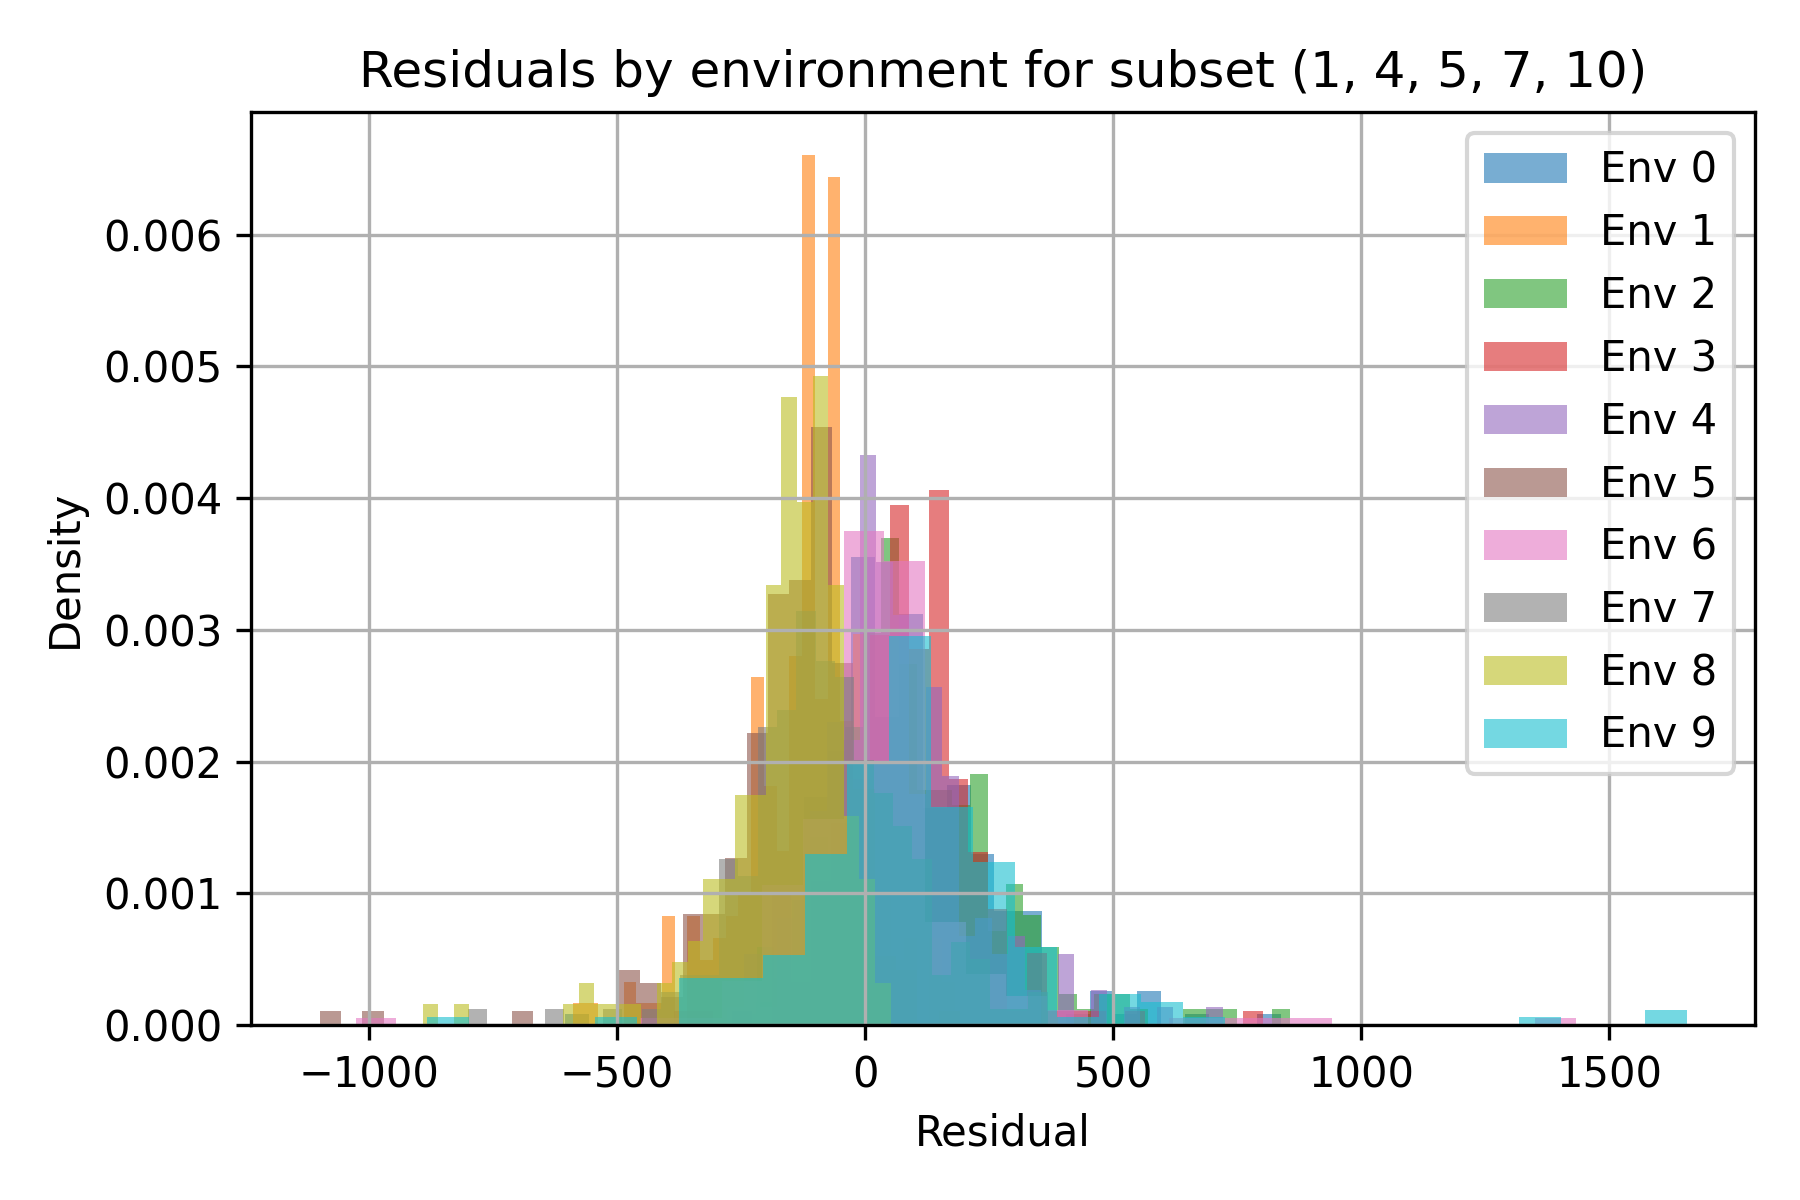 Residuals by environment for subset (1, 4, 5, 7, 10)
Env 0
Env 1
Env 2
Env 3
Env 4
Env 5
Env 6
Env 7
Env 8
Env 9
Density
0.006
0.005
0.004
0.003
0.002
0.001
0.000
−1000 −500 0 500 1000 1500
Residual